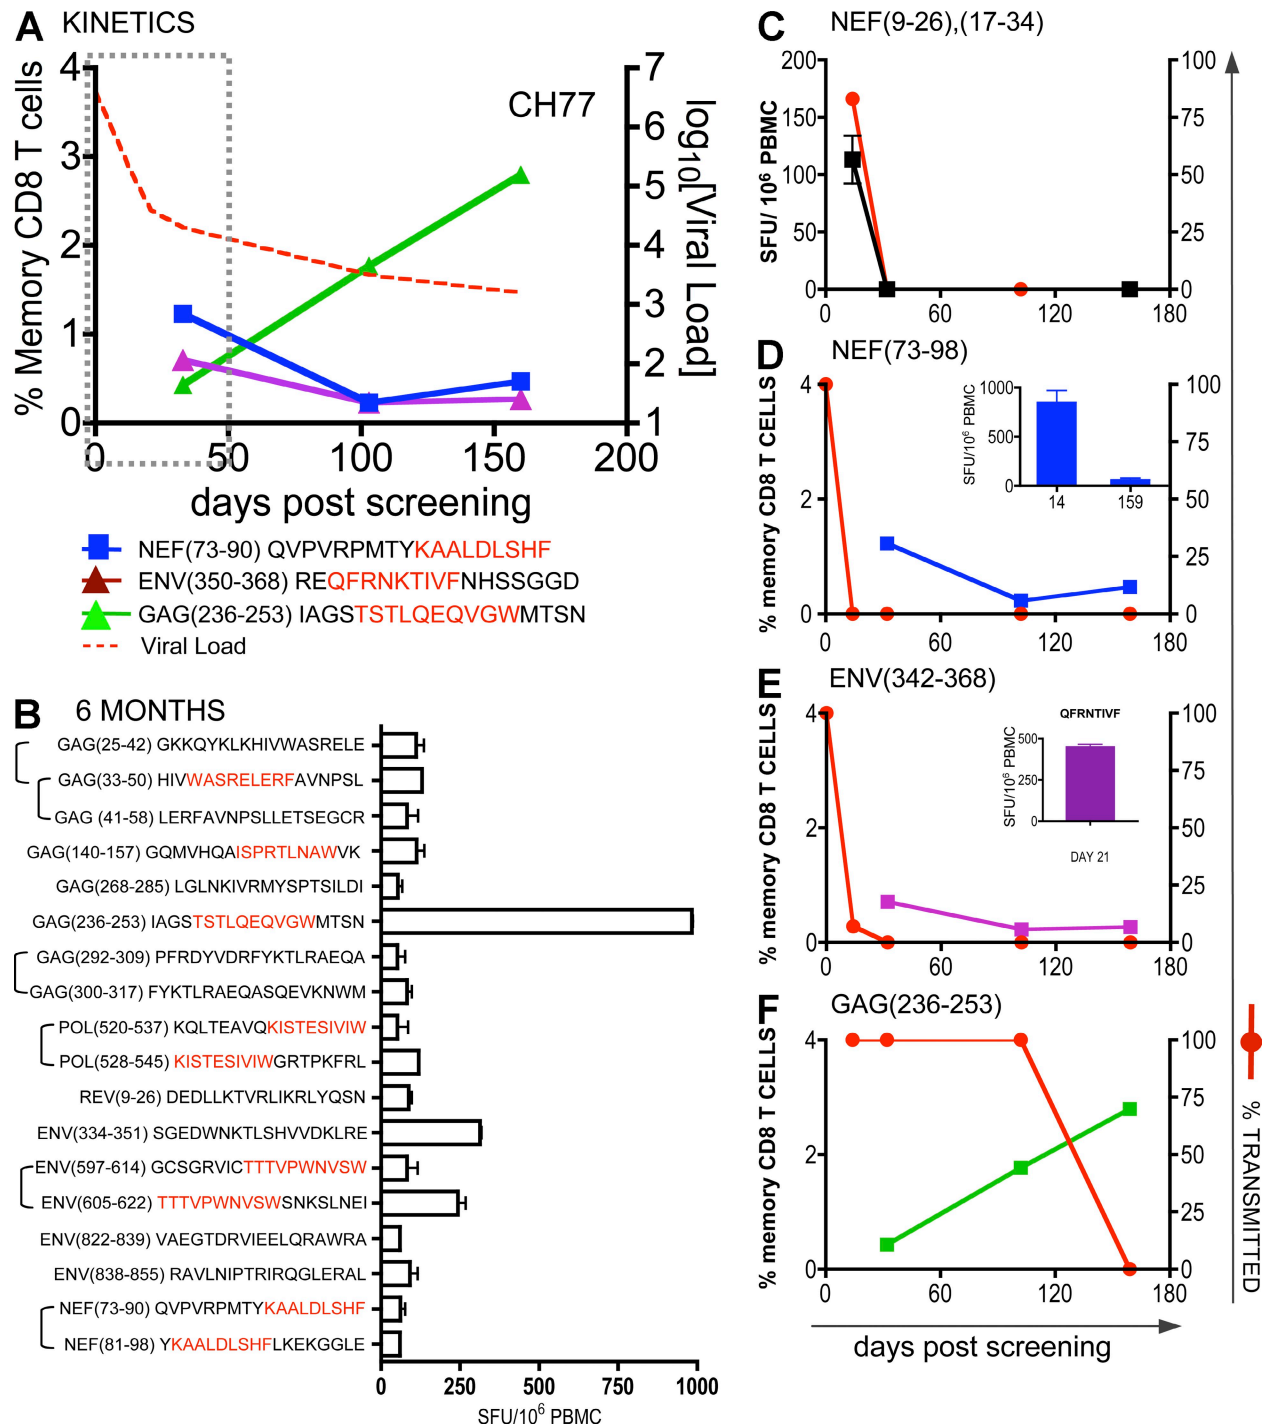 A KINETICS
4
3
2
1
0
% Memory CD8 T cells
CH77
7
6
5
4
3
2
1
log10[Viral Load]
0 50 100 150 200
days post screening
NEF(73-90) QVPVRPMTYKAALDLSHF
ENV(350-368) REQFRNKTIVFNHSSGGD
GAG(236-253) IAGSTSTLQEQVGWMTSN
Viral Load
B 6 MONTHS
GAG(25-42) GKKQYKLKHIVWASRELE
GAG(33-50) HIVWASRELERFAVNPSL
GAG (41-58) LERFAVNPSLLETSEGCR
GAG(140-157) GQMVHQAISPRTLNAWVK
GAG(268-285) LGLNKIVRMYSPTSILDI
GAG(236-253) IAGSTSTLQEQVGWMTSN
GAG(292-309) PFRDYVDRFYKTLRAEQA
GAG(300-317) FYKTLRAEQASQEVKNWM
POL(520-537) KQLTEAVQKISTESIVIW
POL(528-545) KISTESIVIWGRTPKFRL
REV(9-26) DEDLLKTVRLIKRLYQSN
ENV(334-351) SGEDWNKTLSHVVDKLRE
ENV(597-614) GCSGRVICTTTVPWNVSW
ENV(605-622) TTTVPWNVSWSNKSLNEI
ENV(822-839) VAEGTDRVIEELQRAWRA
ENV(838-855) RAVLNIPTRIRQGLERAL
NEF(73-90) QVPVRPMTYKAALDLSHF
NEF(81-98) YKAALDLSHFLKEKGGLE
0 250 500 750 1000
SFU/10^6 PBMC
C NEF(9-26),(17-34)
200
150
100
50
0
SFU/ 10^6 PBMC
100
75
50
25
0
0 60 120 180
D NEF(73-98)
4
2
0
% memory CD8 T CELLS
1000
500
0
SFU/10^6 PBMC
14 159
100
75
50
25
0
0 60 120 180
E ENV(342-368)
4
2
0
% memory CD8 T CELLS
QFRNTIVF
500
250
0
SFU/10^6 PBMC
DAY 21
100
75
50
25
0
0 60 120 180
F GAG(236-253)
4
2
0
% memory CD8 T CELLS
100
75
50
25
0
0 60 120 180
days post screening
% TRANSMITTED